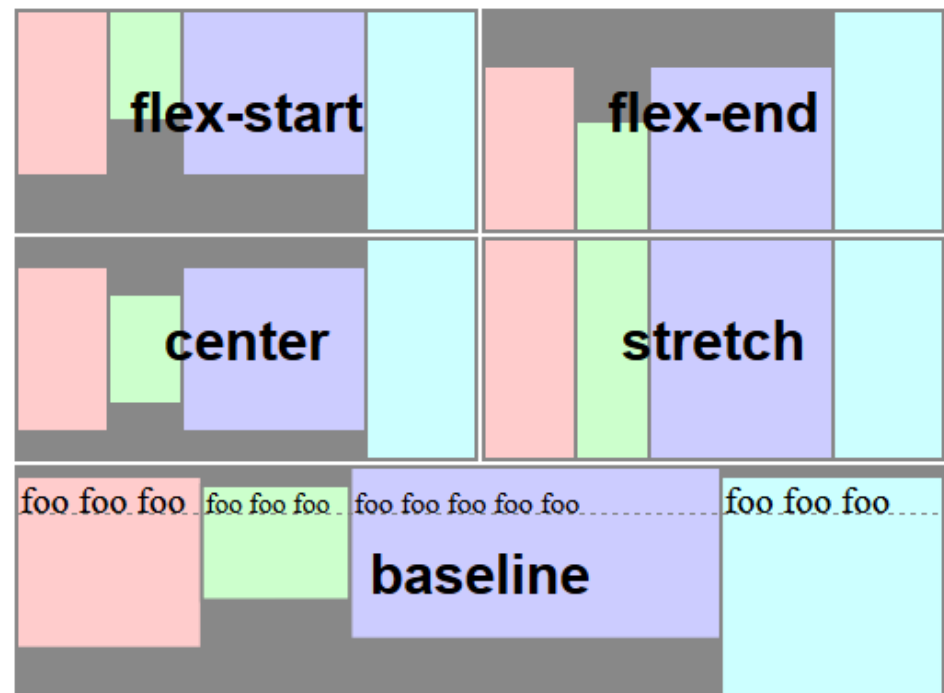 flex-start
flex-end
center
stretch
foo foo foo
foo foo foo
foo foo foo foo foo
foo foo foo
baseline